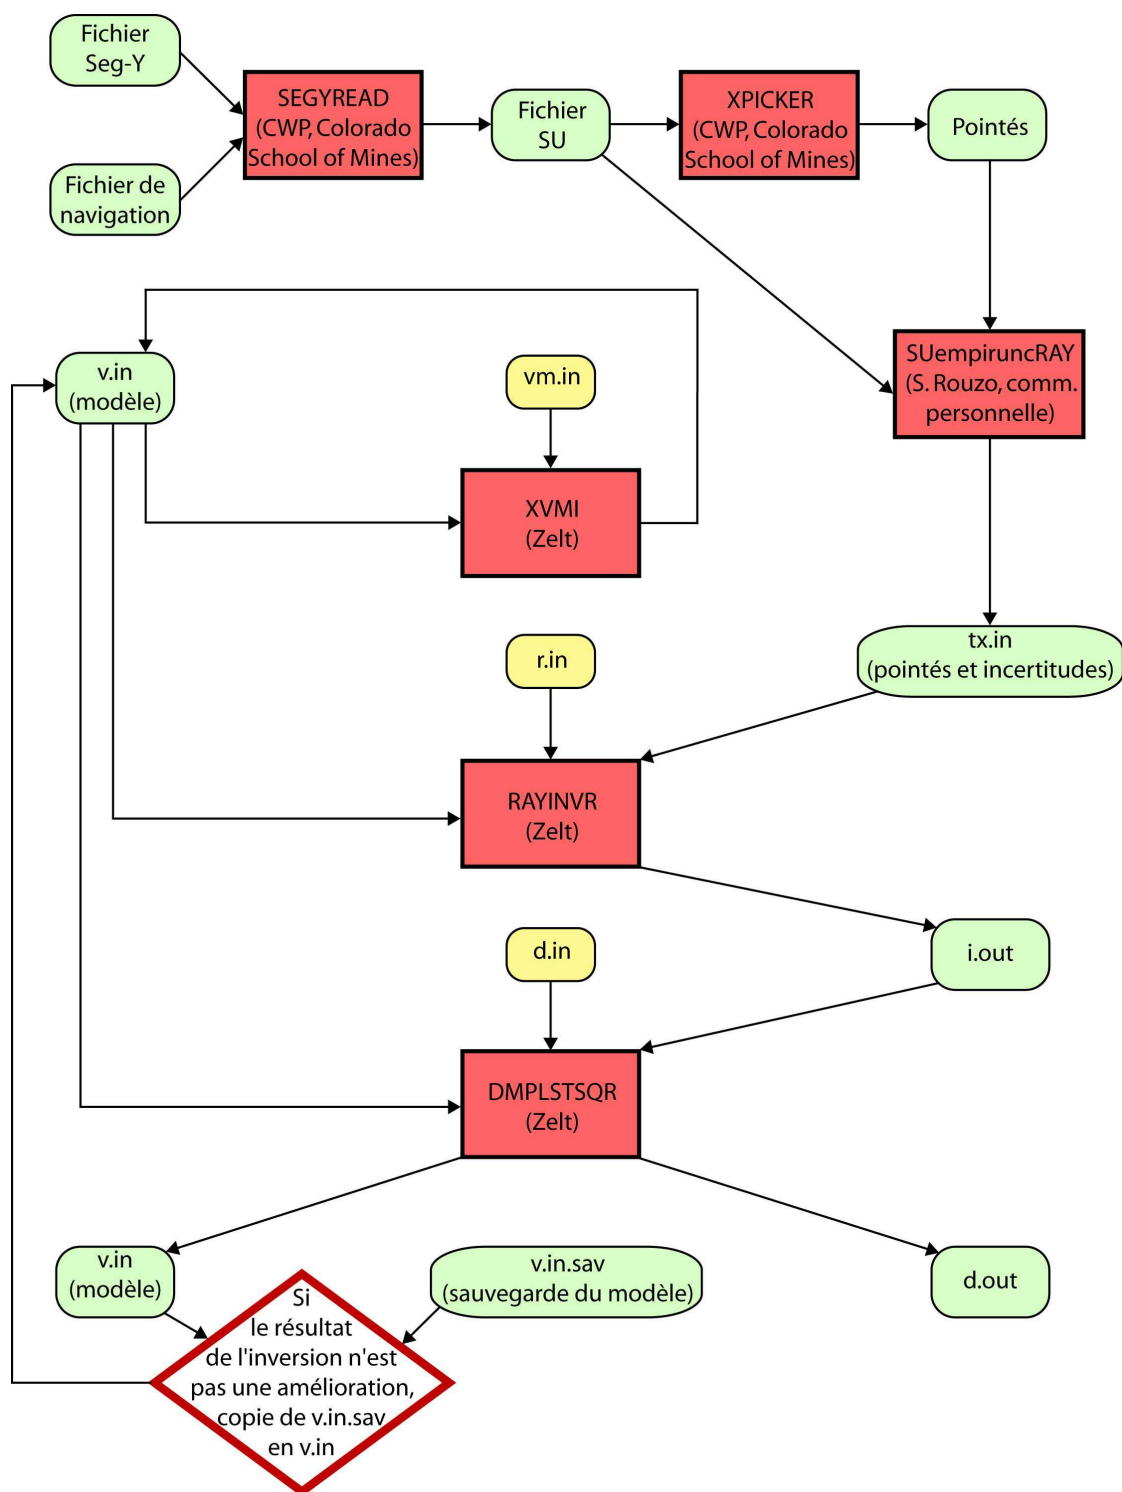 Fichier
Seg-Y
SEGYREAD
(CWP, Colorado
School of Mines)
Fichier
SU
XPICKER
(CWP, Colorado
School of Mines)
Pointés
Fichier de
navigation
v.in
(modèle)
vm.in
SUempiruncRAY
(S. Rouzo, comm.
personnelle)
XVMI
(Zelt)
r.in
tx.in
(pointés et incertitudes)
RAYINVR
(Zelt)
d.in
i.out
DMPLSTSQR
(Zelt)
v.in
(modèle)
v.in.sav
(sauvegarde du modèle)
d.out
Si
le résultat
de l'inversion n'est
pas une amélioration,
copie de v.in.sav
en v.in